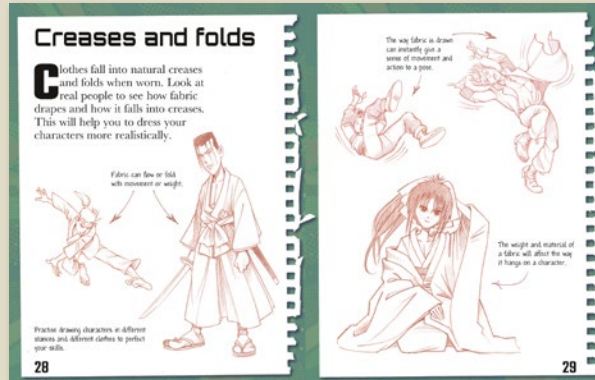 Creases and folds
Clothes fall into natural creases
and folds when worn. Look at
real people to see how fabric
drapes and how it falls into creases.
This will help you to dress your
characters more realistically.
Fabric can flow or fold
with movement or weight.
Practise drawing characters in different
stances and different clothes to perfect
your skills.
28
The way fabric is drawn
can instantly give a
sense of movement and
action to a pose.
The weight and material of
a fabric will affect the way
it hangs on a character.
29